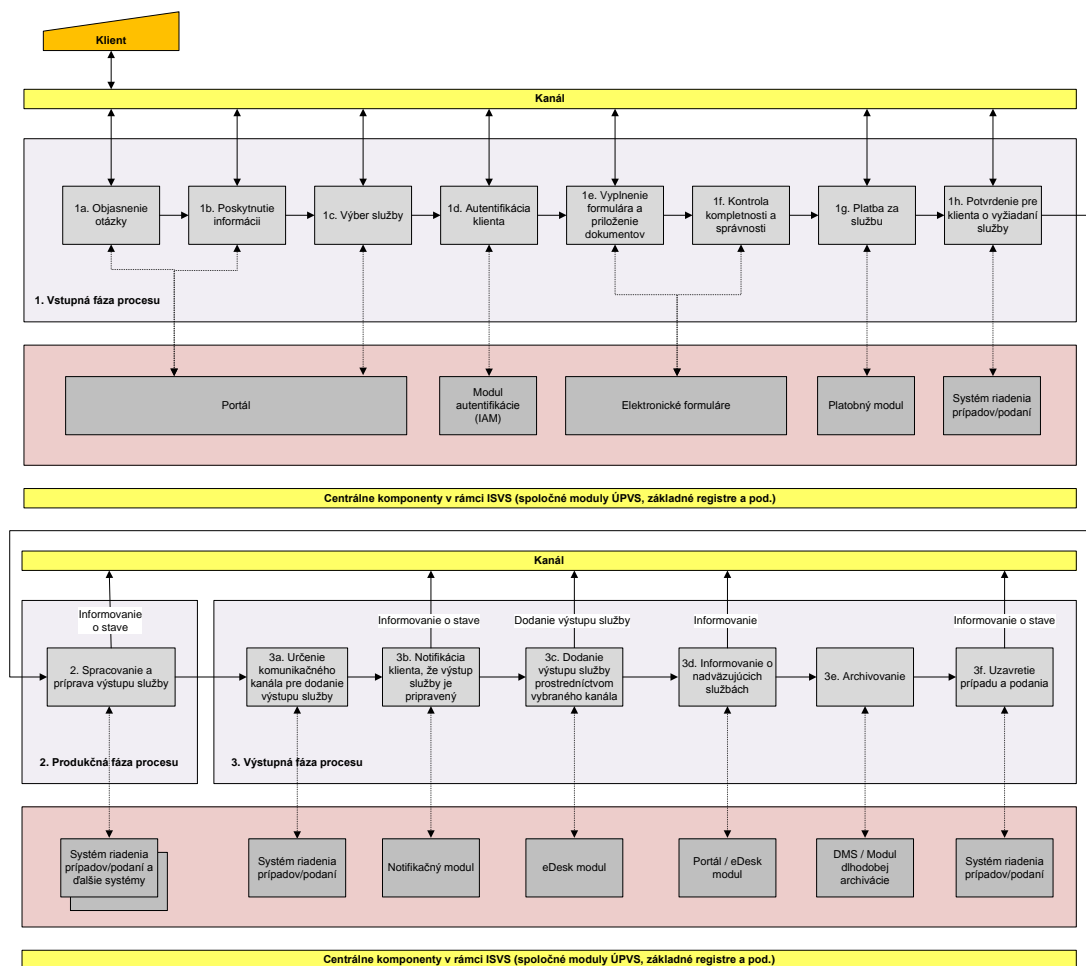 Klient
Kanál
1a. Objasnenie
otázky
1b. Poskytnutie
informácii
1c. Výber služby
1d. Autentifikácia
klienta
1e. Vyplnenie
formulára a
priloženie
dokumentov
1f. Kontrola
kompletnosti a
správnosti
1g. Platba za
službu
1h. Potvrdenie pre
klienta o vyžiadaní
služby
1. Vstupná fáza procesu
Portál
Modul
autentifikácie
(IAM)
Elektronické formuláre
Platobný modul
Systém riadenia
prípadov/podaní
Centrálne komponenty v rámci ISVS (spoločné moduly ÚPVS, základné registre a pod.)
Kanál
Informovanie
o stave
Informovanie o stave
Dodanie výstupu služby
Informovanie
Informovanie o stave
2. Spracovanie a
príprava výstupu služby
3a. Určenie
komunikačného
kanála pre dodanie
výstupu služby
3b. Notifikácia
klienta, že výstup
služby je
pripravený
3c. Dodanie
výstupu služby
prostredníctvom
vybraného kanála
3d. Informovanie o
nadväzujúcich
službách
3e. Archivovanie
3f. Uzavretie
prípadu a podania
2. Produkčná fáza procesu
3. Výstupná fáza procesu
Systém riadenia
prípadov/podaní a
ďalšie systémy
Systém riadenia
prípadov/podaní
Notifikačný modul
eDesk modul
Portál / eDesk
modul
DMS / Modul
dlhodobej
archivácie
Systém riadenia
prípadov/podaní
Centrálne komponenty v rámci ISVS (spoločné moduly ÚPVS, základné registre a pod.)